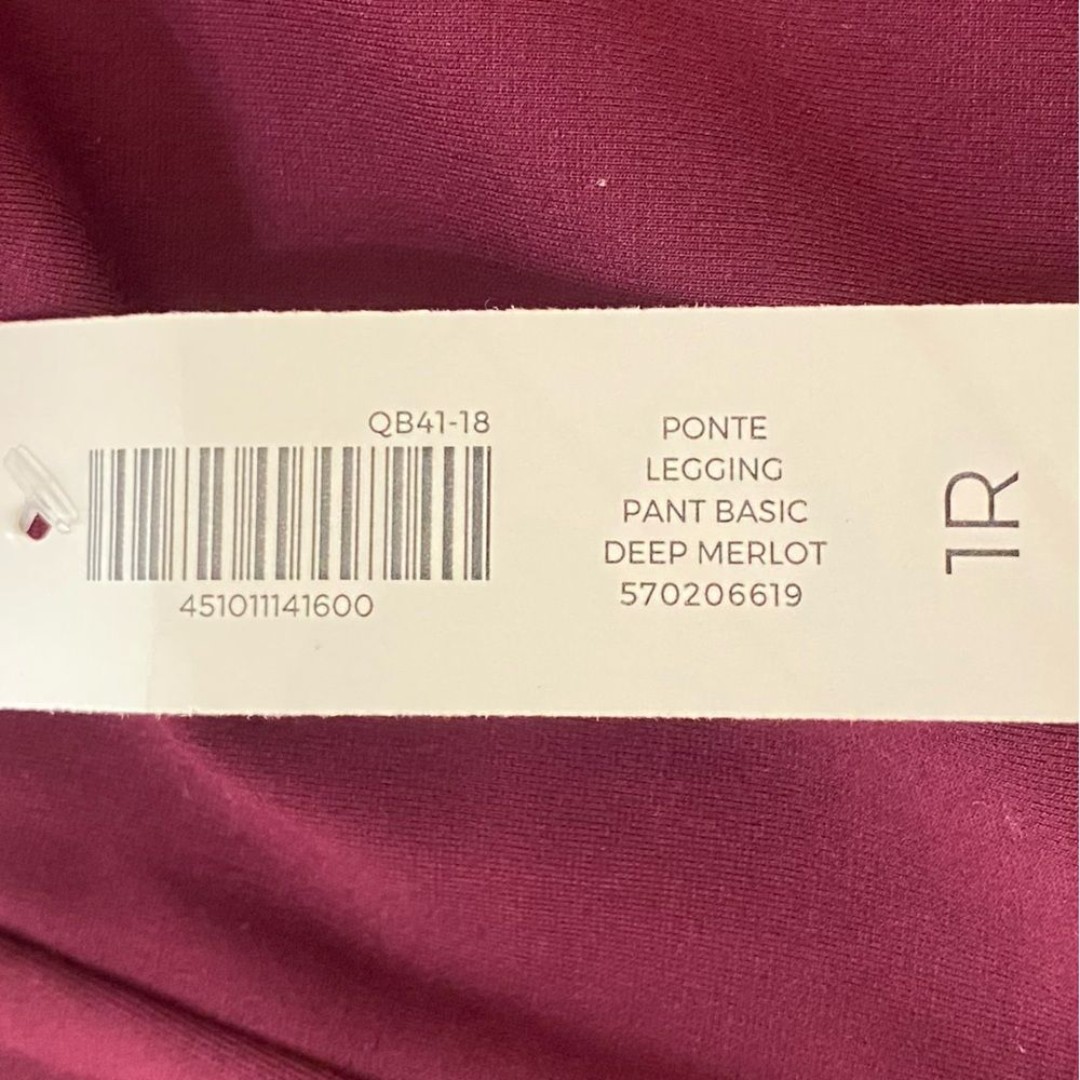 QB41-18
451011141600
PONTE
LEGGING
PANT BASIC
DEEP MERLOT
570206619
1R